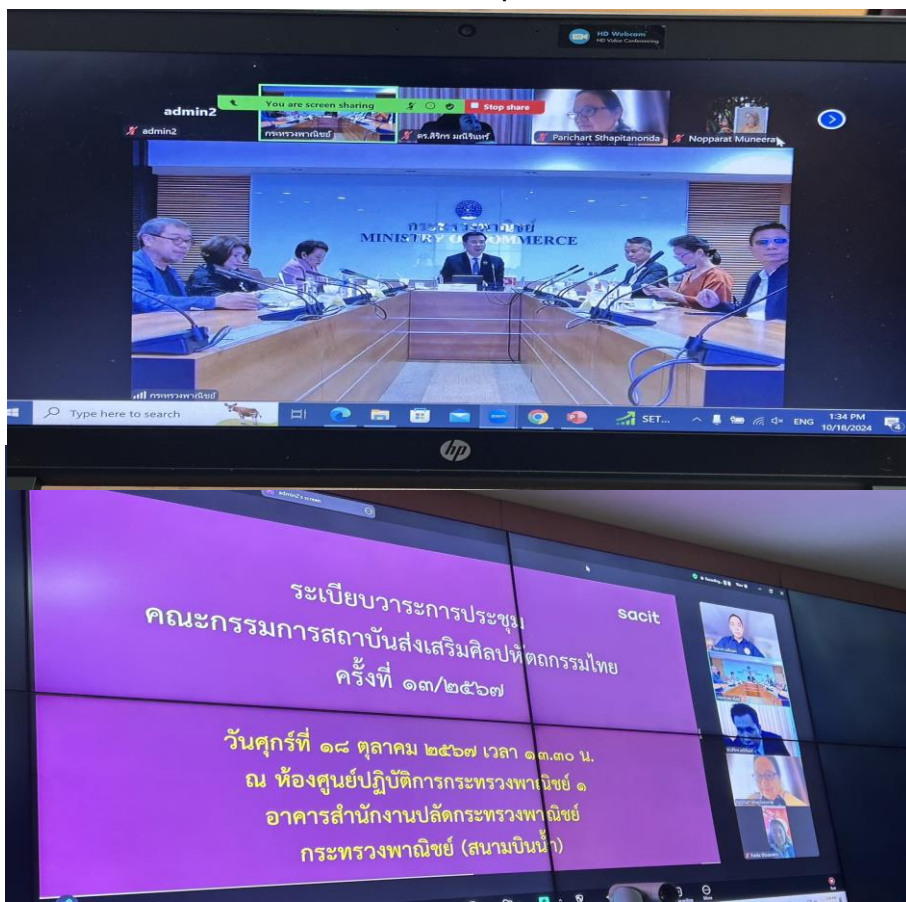 HD Webcam
HD Video Conferencing
admin2
You are screen sharing
Stop share
admin2
กระทรวงพาณิชย์
ดร.สิริกร มณีรินทร์
Parichart Sthapitanonda
Nopparat Muneerat
กระทรวงพาณิชย์
MINISTRY OF COMMERCE
กระทรวงพาณิชย์
Type here to search
SET...
ENG
1:34 PM
10/18/2024
hp
admin2's screen
ระเบียบวาระการประชุม
sacit
คณะกรรมการสถาบันส่งเสริมศิลปหัตถกรรมไทย
ครั้งที่ ๑๓/๒๕๖๗
วันศุกร์ที่ ๑๘ ตุลาคม ๒๕๖๗ เวลา ๑๓.๓๐ น.
ณ ห้องศูนย์ปฏิบัติการกระทรวงพาณิชย์ ๑
อาคารสำนักงานปลัดกระทรวงพาณิชย์
กระทรวงพาณิชย์ (สนามบินน้ำ)